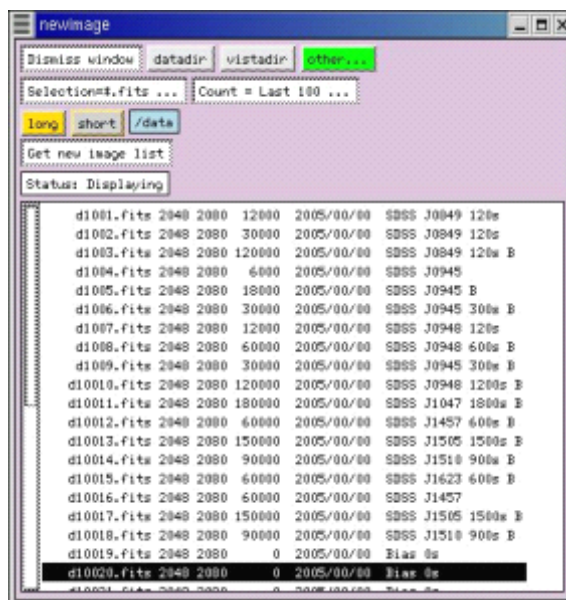 newimage
Dismiss window datadir vistadir other...
Selection=*.fits ... Count = Last 100 ...
long short /data
Get new image list
Status: Displaying
d1001.fits 2048 2080 12000 2005/00/00 SDSS J0849 120s
d1002.fits 2048 2080 30000 2005/00/00 SDSS J0849 120s
d1003.fits 2048 2080 120000 2005/00/00 SDSS J0849 120s B
d1004.fits 2048 2080 6000 2005/00/00 SDSS J0945
d1005.fits 2048 2080 18000 2005/00/00 SDSS J0945 B
d1006.fits 2048 2080 30000 2005/00/00 SDSS J0945 300s B
d1007.fits 2048 2080 12000 2005/00/00 SDSS J0948 120s
d1008.fits 2048 2080 60000 2005/00/00 SDSS J0948 600s B
d1009.fits 2048 2080 30000 2005/00/00 SDSS J0945 300s B
d10010.fits 2048 2080 120000 2005/00/00 SDSS J0948 1200s B
d10011.fits 2048 2080 180000 2005/00/00 SDSS J1047 1800s B
d10012.fits 2048 2080 60000 2005/00/00 SDSS J1457 600s B
d10013.fits 2048 2080 150000 2005/00/00 SDSS J1505 1500s B
d10014.fits 2048 2080 90000 2005/00/00 SDSS J1510 900s B
d10015.fits 2048 2080 60000 2005/00/00 SDSS J1623 600s B
d10016.fits 2048 2080 60000 2005/00/00 SDSS J1457
d10017.fits 2048 2080 150000 2005/00/00 SDSS J1505 1500s B
d10018.fits 2048 2080 90000 2005/00/00 SDSS J1510 900s B
d10019.fits 2048 2080 0 2005/00/00 Bias 0s
d10020.fits 2048 2080 0 2005/00/00 Bias 0s